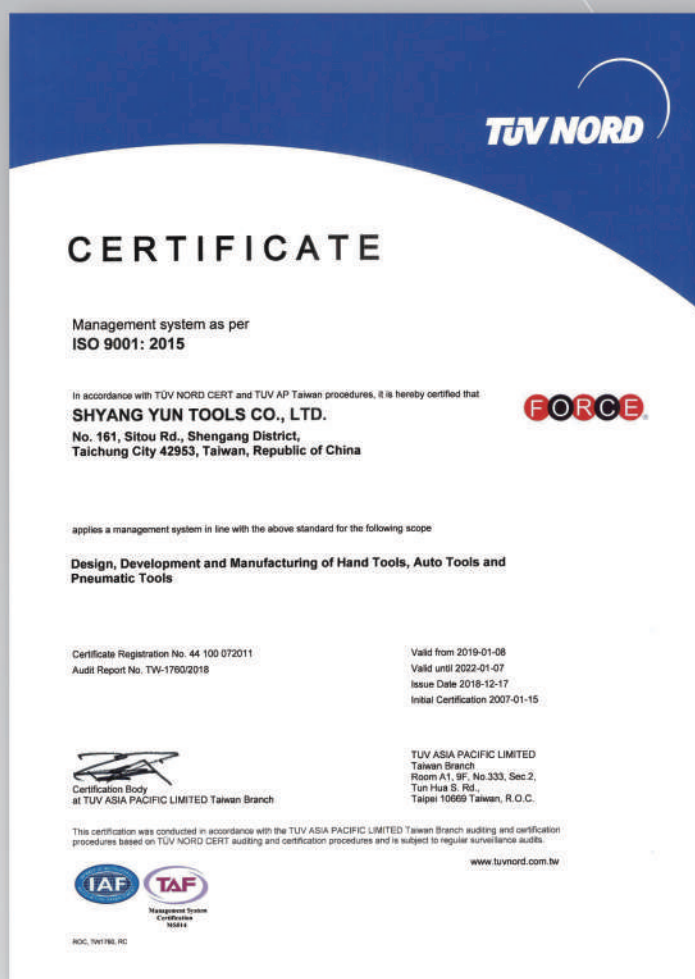 TÜV NORD
CERTIFICATE
Management system as per
ISO 9001: 2015
In accordance with TÜV NORD CERT and TUV AP Taiwan procedures, it is hereby certified that
SHYANG YUN TOOLS CO., LTD.
FORCE®
No. 161, Sitou Rd., Shengang District,
Taichung City 42953, Taiwan, Republic of China
applies a management system in line with the above standard for the following scope
Design, Development and Manufacturing of Hand Tools, Auto Tools and
Pneumatic Tools
Certificate Registration No. 44 100 072011
Audit Report No. TW-1760/2018
Valid from 2019-01-08
Valid until 2022-01-07
Issue Date 2018-12-17
Initial Certification 2007-01-15
Certification Body
at TUV ASIA PACIFIC LIMITED Taiwan Branch
TUV ASIA PACIFIC LIMITED
Taiwan Branch
Room A1, 9F, No.333, Sec.2,
Tun Hua S. Rd.,
Taipei 10669 Taiwan, R.O.C.
This certification was conducted in accordance with the TUV ASIA PACIFIC LIMITED Taiwan Branch auditing and certification
procedures based on TÜV NORD CERT auditing and certification procedures and is subject to regular surveillance audits.
www.tuvnord.com.tw
IAF
TAF
Management System
Certification
MS014
ROC, TW1760, RC